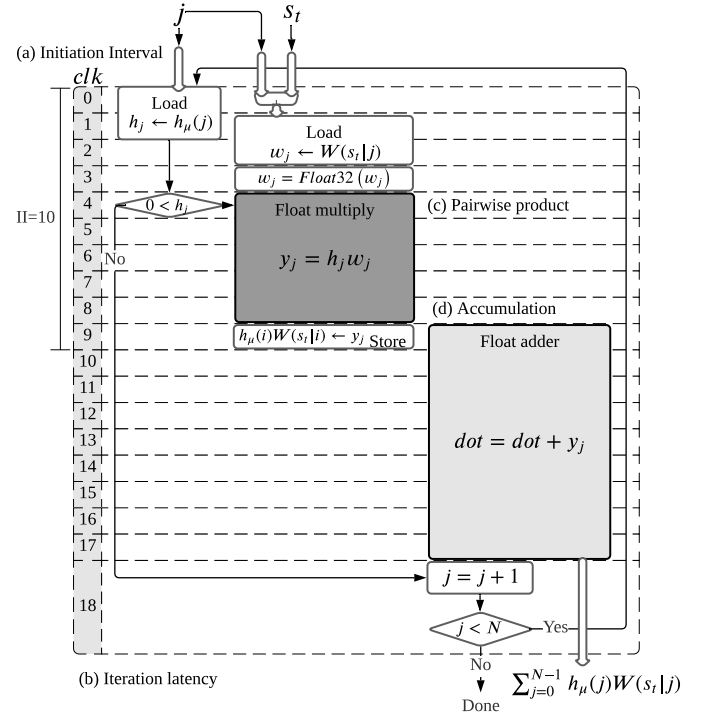 j
s_t
(a) Initiation Interval
clk
0
Load
h_j ← h_μ(j)
1
Load
2
w_j ← W(s_t|j)
3
w_j = Float32 (w_j)
4
0 < h_j
Float multiply
(c) Pairwise product
II=10
5
No
6
y_j = h_j w_j
7
8
(d) Accumulation
9
h_μ(i)W(s_t|i) ← y_j Store
Float adder
10
11
12
13
dot = dot + y_j
14
15
16
17
j = j + 1
18
j < N
Yes
No
(b) Iteration latency
∑_{j=0}^{N−1} h_μ(j)W(s_t|j)
Done